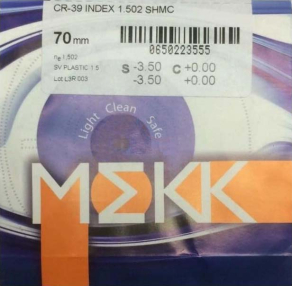 CR-39 INDEX 1.502 SHMC
70mm
0650223555
nₑ 1.502
SV PLASTIC 1.5
Lot LSR 003
S -3.50 C +0.00
-3.50 +0.00
Light Clean Safe
MEKK